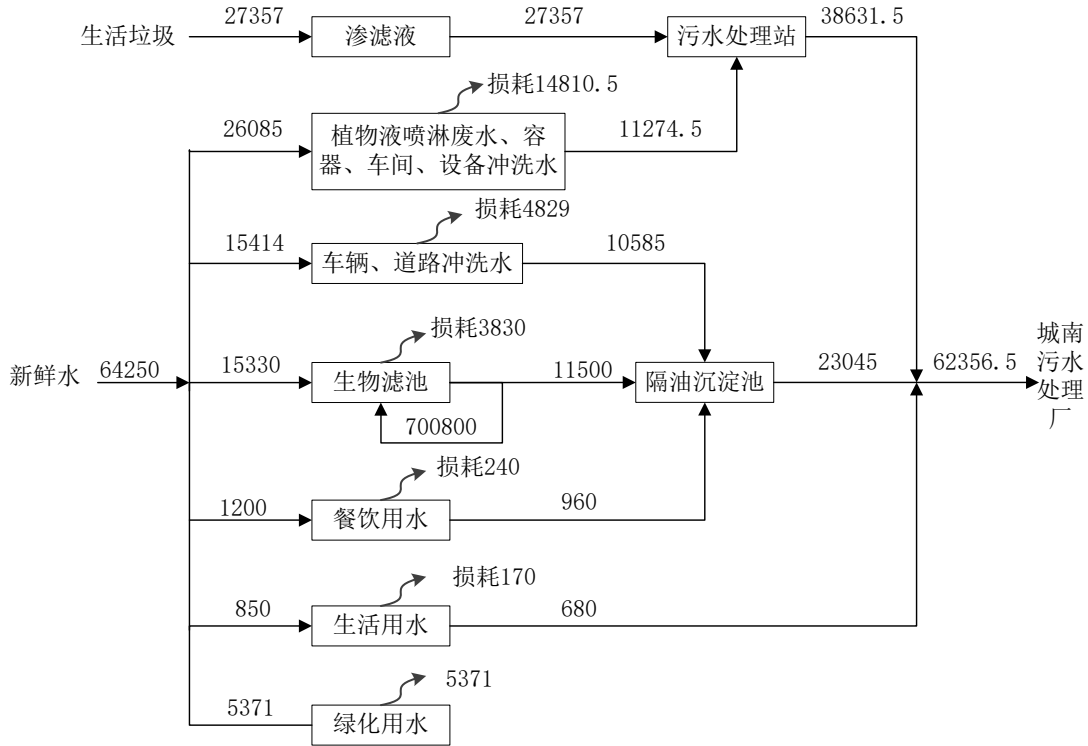 27357
27357
38631.5
生活垃圾
渗滤液
污水处理站
损耗14810.5
26085
植物液喷淋废水、容
器、车间、设备冲洗水
11274.5
损耗4829
15414
车辆、道路冲洗水
10585
损耗3830
新鲜水
64250
15330
生物滤池
11500
隔油沉淀池
23045
62356.5
城南
污水
处理
厂
700800
损耗240
1200
餐饮用水
960
损耗170
850
生活用水
680
5371
5371
绿化用水